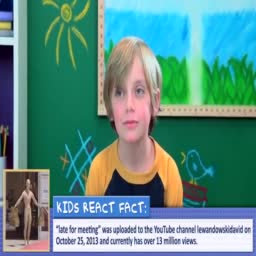 KIDS REACT FACT:
"late for meeting" was uploaded to the YouTube channel lewandowskidavid on
October 25, 2013 and currently has over 13 million views.